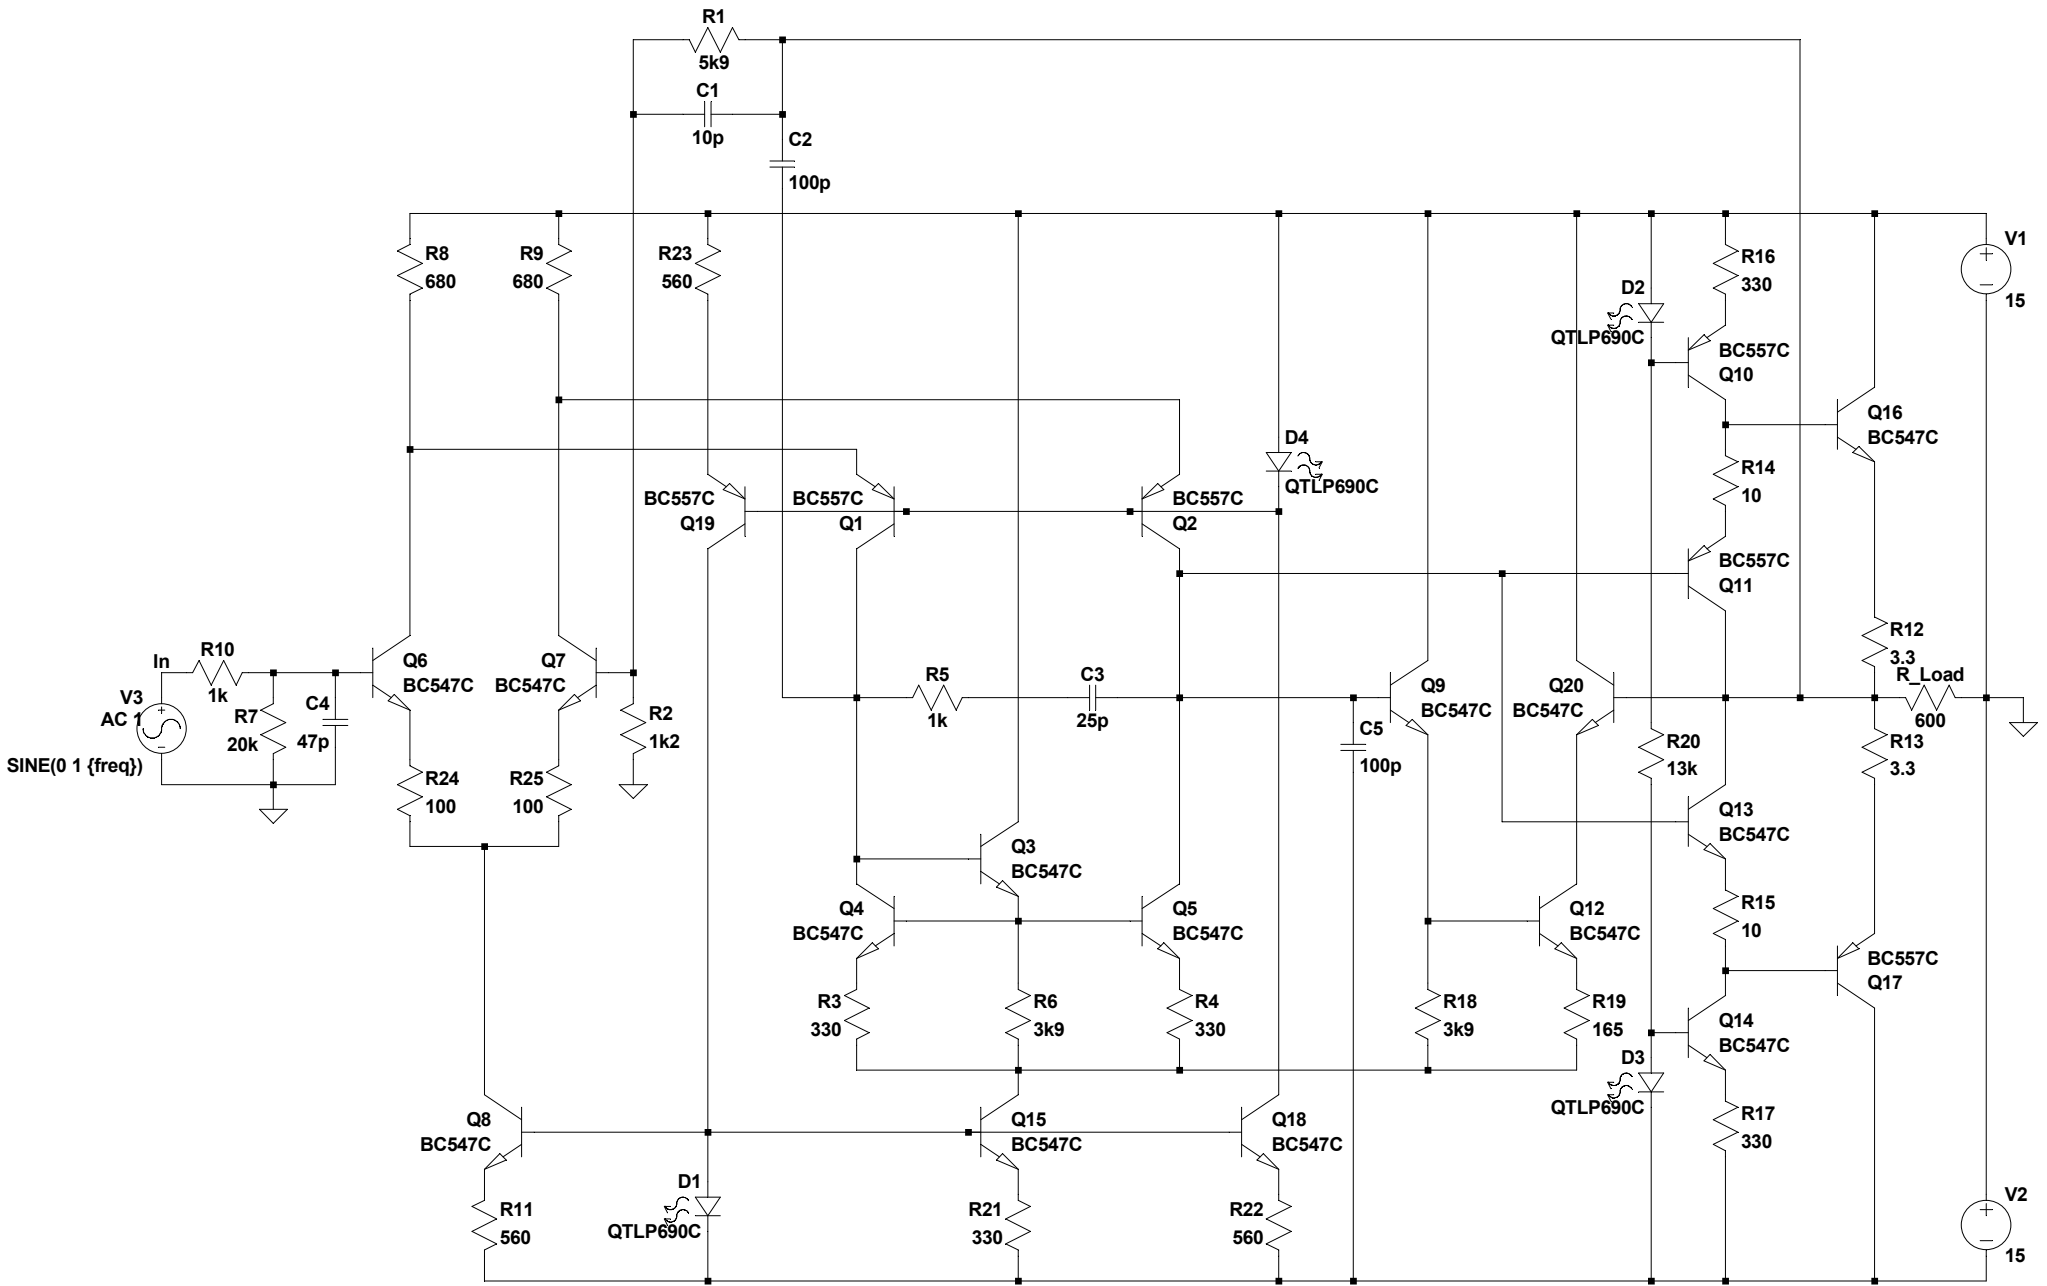 R1
5k9
C1
10p
C2
100p
R8
680
R9
680
R23
560
V1
15
R16
330
D2
QTLP690C
BC557C
Q10
Q16
BC547C
D4
QTLP690C
R14
10
BC557C
Q19
BC557C
Q1
BC557C
Q2
BC557C
Q11
R12
3.3
R_Load
600
In
R10
1k
V3
AC 1
SINE(0 1 {freq})
R7
20k
C4
47p
Q6
BC547C
Q7
BC547C
R2
1k2
R5
1k
C3
25p
Q9
BC547C
Q20
BC547C
C5
100p
R20
13k
R13
3.3
R24
100
R25
100
Q13
BC547C
Q3
BC547C
Q4
BC547C
Q5
BC547C
Q12
BC547C
R15
10
BC557C
Q17
R3
330
R6
3k9
R4
330
R18
3k9
R19
165
Q14
BC547C
D3
QTLP690C
Q8
BC547C
Q15
BC547C
Q18
BC547C
R17
330
D1
QTLP690C
R11
560
R21
330
R22
560
V2
15